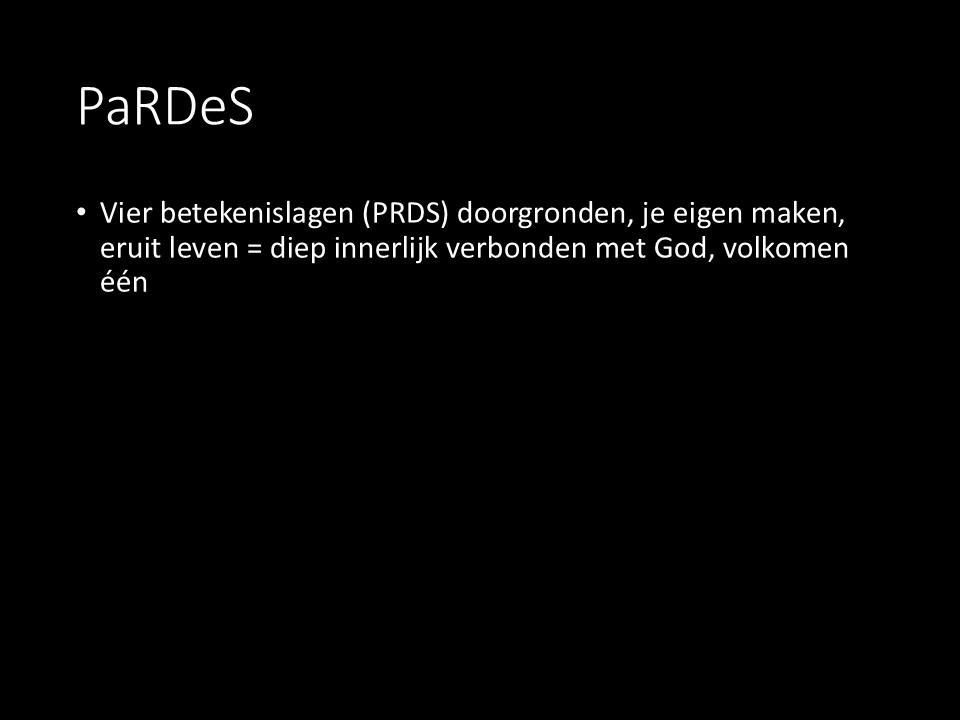 PaRDeS
• Vier betekenislagen (PRDS) doorgronden, je eigen maken,
eruit leven = diep innerlijk verbonden met God, volkomen
één